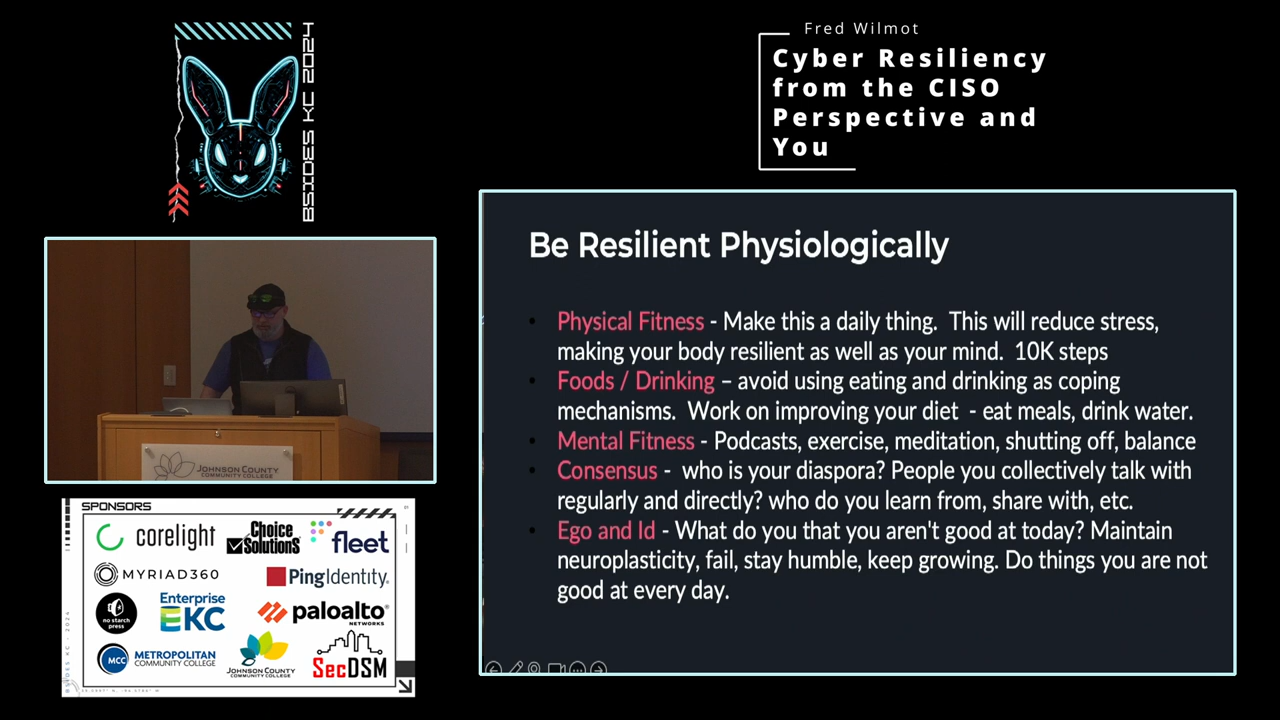 BSIDES KC 2024
Fred Wilmot
Cyber Resiliency
from the CISO
Perspective and
You
Be Resilient Physiologically
Physical Fitness - Make this a daily thing. This will reduce stress,
making your body resilient as well as your mind. 10K steps
Foods / Drinking – avoid using eating and drinking as coping
mechanisms. Work on improving your diet - eat meals, drink water.
Mental Fitness - Podcasts, exercise, meditation, shutting off, balance
Consensus - who is your diaspora? People you collectively talk with
regularly and directly? who do you learn from, share with, etc.
Ego and Id - What do you that you aren't good at today? Maintain
neuroplasticity, fail, stay humble, keep growing. Do things you are not
good at every day.
JOHNSON COUNTY
COMMUNITY COLLEGE
SPONSORS
corelight
Choice
Solutions
fleet
MYRIAD360
PingIdentity
no starch
press
Enterprise
EKC
paloalto
NETWORKS
MCC
METROPOLITAN
COMMUNITY COLLEGE
JOHNSON COUNTY
COMMUNITY COLLEGE
SecDSM